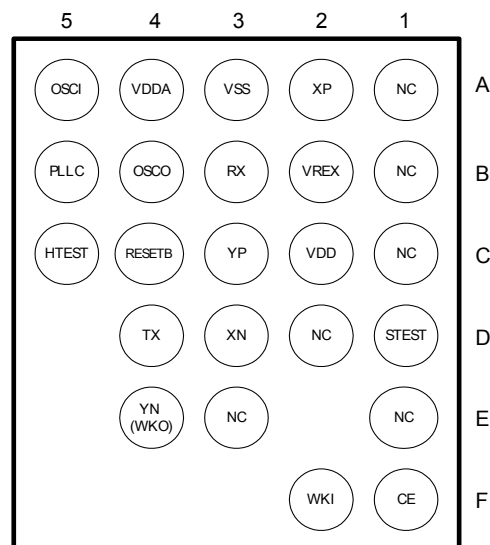 5 4 3 2 1
OSCI VDDA VSS XP NC A
PLLC OSCO RX VREX NC B
HTEST RESETB YP VDD NC C
TX XN NC STEST D
YN
(WKO) NC NC E
WKI CE F